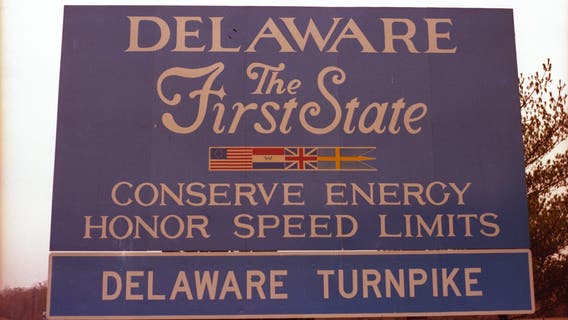 DELAWARE
The
First State
CONSERVE ENERGY
HONOR SPEED LIMITS
DELAWARE TURNPIKE